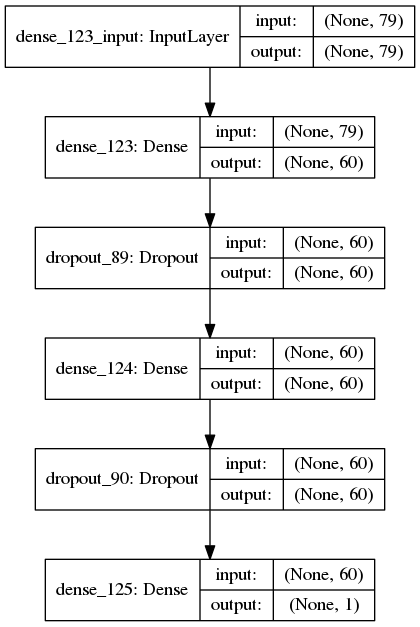 dense_123_input: InputLayer
input: (None, 79)
output: (None, 79)
dense_123: Dense
input: (None, 79)
output: (None, 60)
dropout_89: Dropout
input: (None, 60)
output: (None, 60)
dense_124: Dense
input: (None, 60)
output: (None, 60)
dropout_90: Dropout
input: (None, 60)
output: (None, 60)
dense_125: Dense
input: (None, 60)
output: (None, 1)